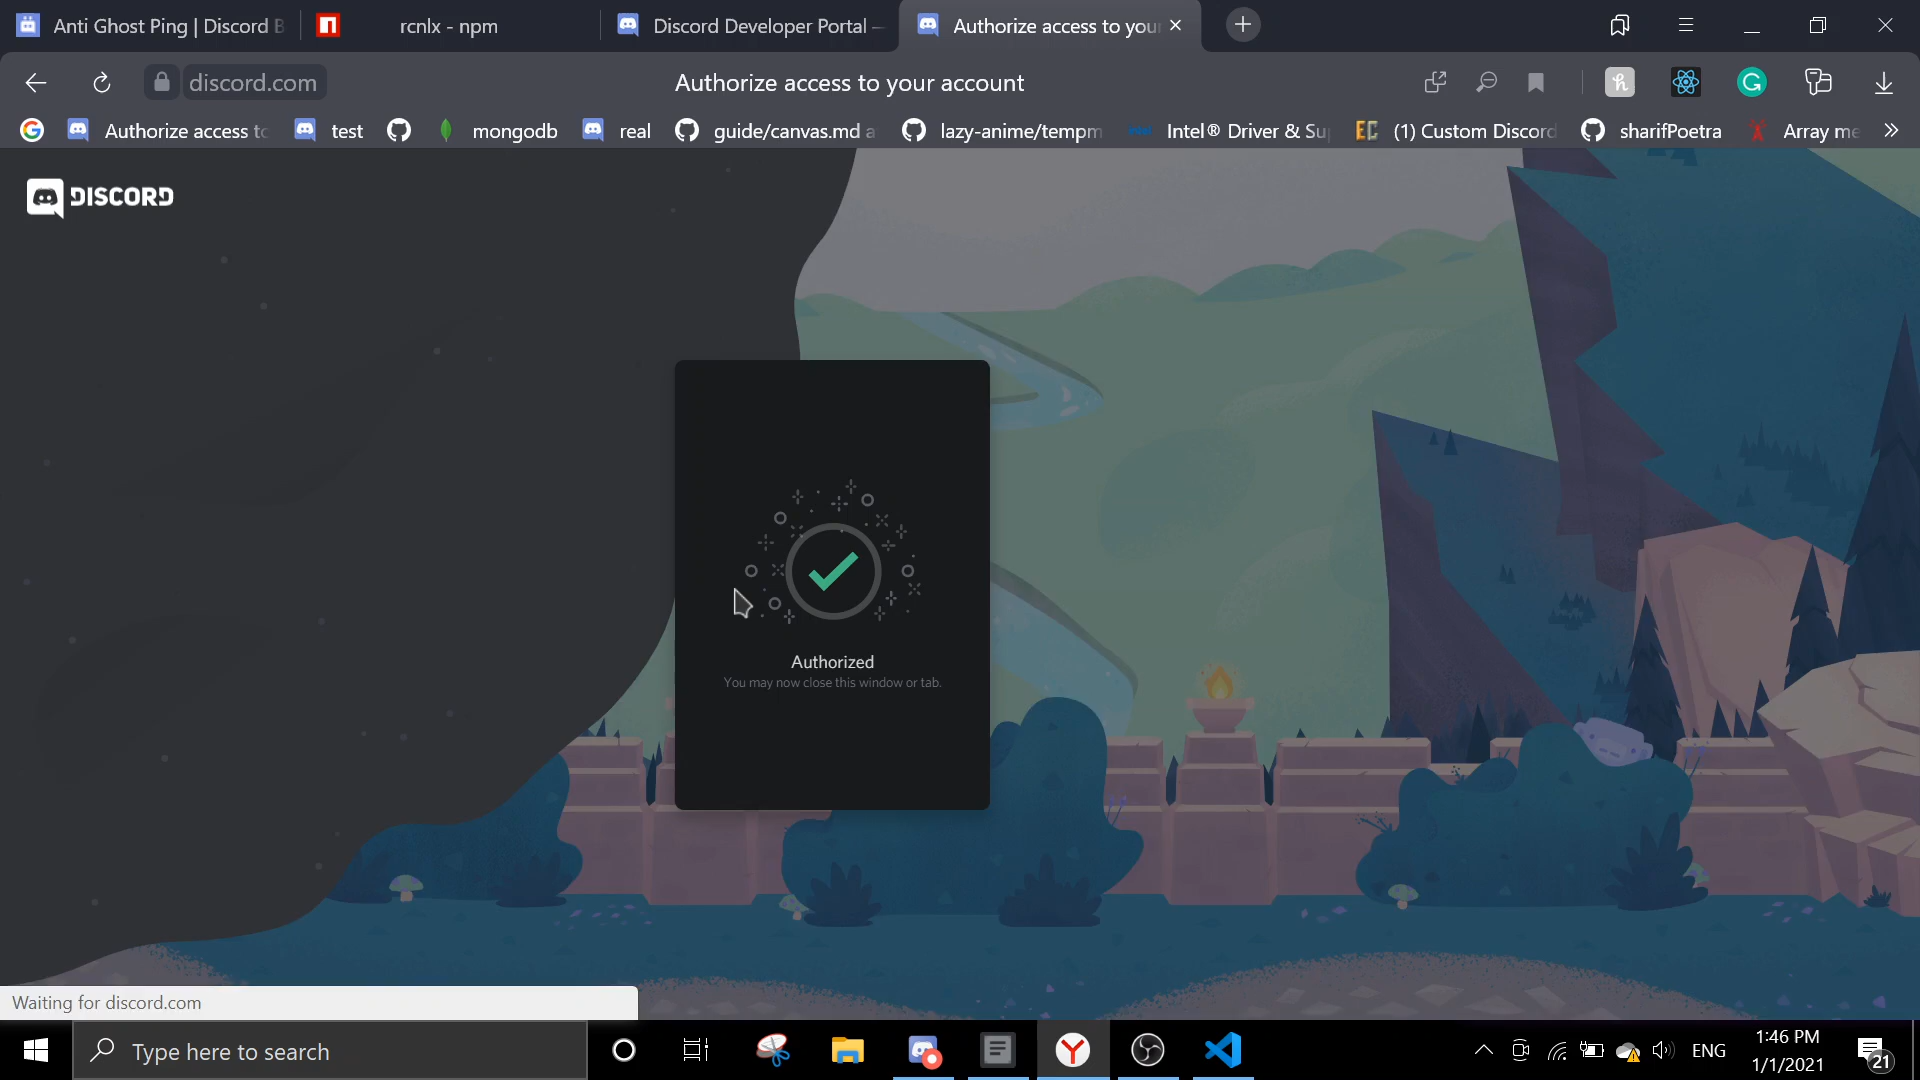 Anti Ghost Ping | Discord B
rcnlx - npm
Discord Developer Portal —
Authorize access to your
discord.com
Authorize access to your account
Authorize access to
test
mongodb
real
guide/canvas.md a
lazy-anime/tempm
Intel® Driver & Su
(1) Custom Discord
sharifPoetra
Array me
DISCORD
Authorized
You may now close this window or tab.
Waiting for discord.com
Type here to search
ENG
1:46 PM
1/1/2021
21